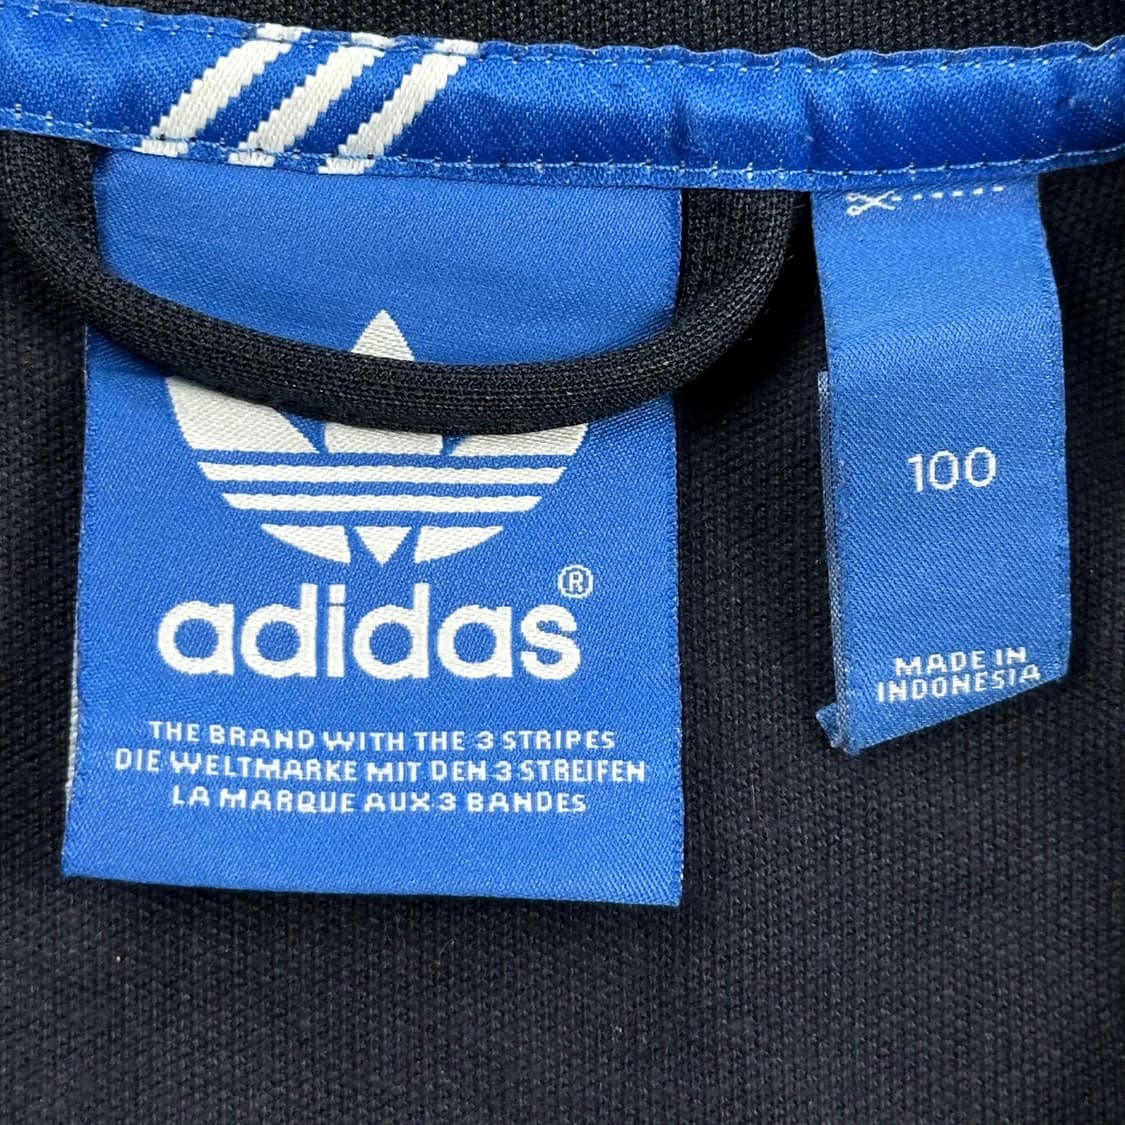 adidas®
THE BRAND WITH THE 3 STRIPES
DIE WELTMARKE MIT DEN 3 STREIFEN
LA MARQUE AUX 3 BANDES
100
MADE IN
INDONESIA